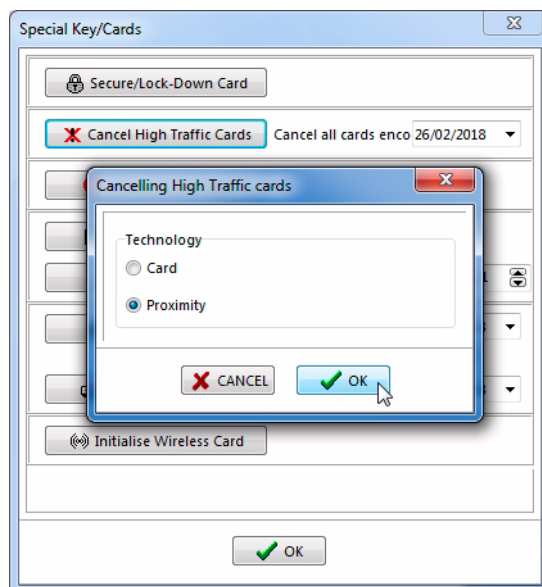 Special Key/Cards
Secure/Lock-Down Card
Cancel High Traffic Cards Cancel all cards enco 26/02/2018
Cancelling High Traffic cards
Technology
Card
Proximity
CANCEL OK
Initialise Wireless Card
OK